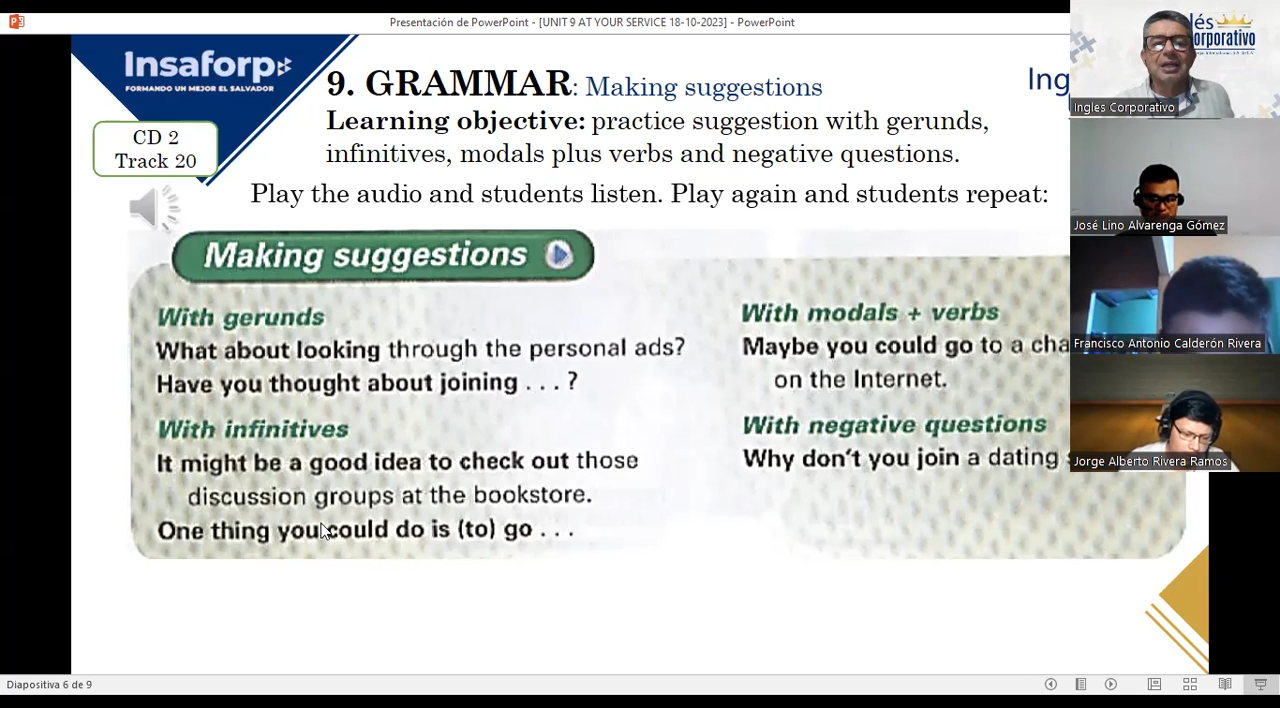 Presentación de PowerPoint - [UNIT 9 AT YOUR SERVICE 18-10-2023] - PowerPoint
Insaforp
FORMANDO UN MEJOR EL SALVADOR
9. GRAMMAR: Making suggestions
Learning objective: practice suggestion with gerunds,
infinitives, modals plus verbs and negative questions.
CD 2
Track 20
Play the audio and students listen. Play again and students repeat:
Making suggestions
With gerunds
What about looking through the personal ads?
Have you thought about joining . . . ?
With infinitives
It might be a good idea to check out those
discussion groups at the bookstore.
One thing you could do is (to) go . . .
With modals + verbs
Maybe you could go to a cha
on the Internet.
With negative questions
Why don't you join a dating
Ing
lés
orporativo
Ingles Corporativo
José Lino Alvarenga Gómez
Francisco Antonio Calderón Rivera
Jorge Alberto Rivera Ramos
Diapositiva 6 de 9